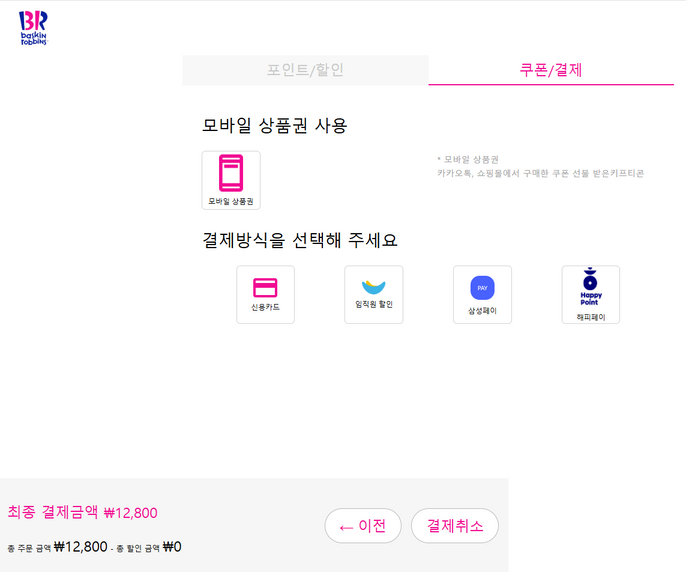 BR
baskin
robbins
포인트/할인
쿠폰/결제
모바일 상품권 사용
모바일 상품권
* 모바일 상품권
카카오톡, 쇼핑몰에서 구매한 쿠폰 선물 받은키프티콘
결제방식을 선택해 주세요
신용카드
임직원 할인
PAY
삼성페이
Happy
Point
해피페이
최종 결제금액 ₩12,800
← 이전
결제취소
총 주문 금액 ₩12,800 - 총 할인 금액 ₩0